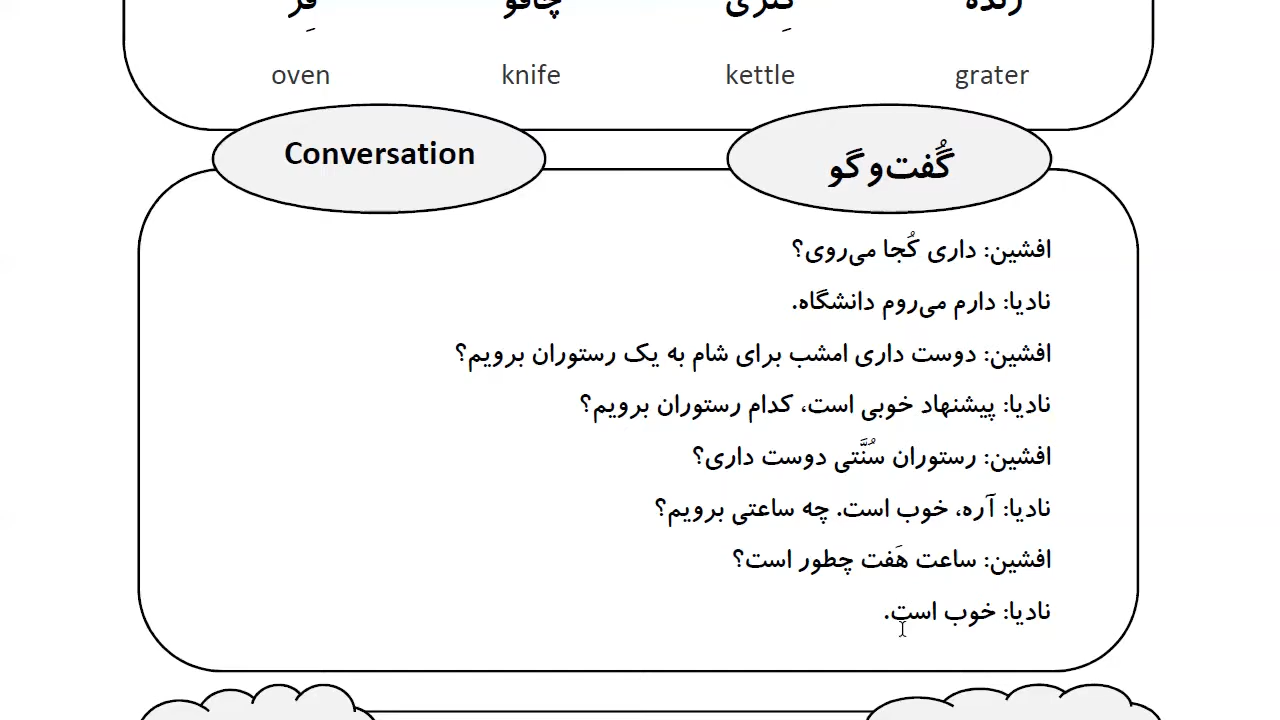 oven knife kettle grater
Conversation
گُفت‌و‌گو
افشین: داری کُجا می‌روی؟
نادیا: دارم می‌روم دانشگاه.
افشین: دوست داری امشب برای شام به یک رستوران برویم؟
نادیا: پیشنهاد خوبی است، کدام رستوران برویم؟
افشین: رستوران سُنَّتی دوست داری؟
نادیا: آره، خوب است. چه ساعتی برویم؟
افشین: ساعت هَفت چطور است؟
نادیا: خوب است.